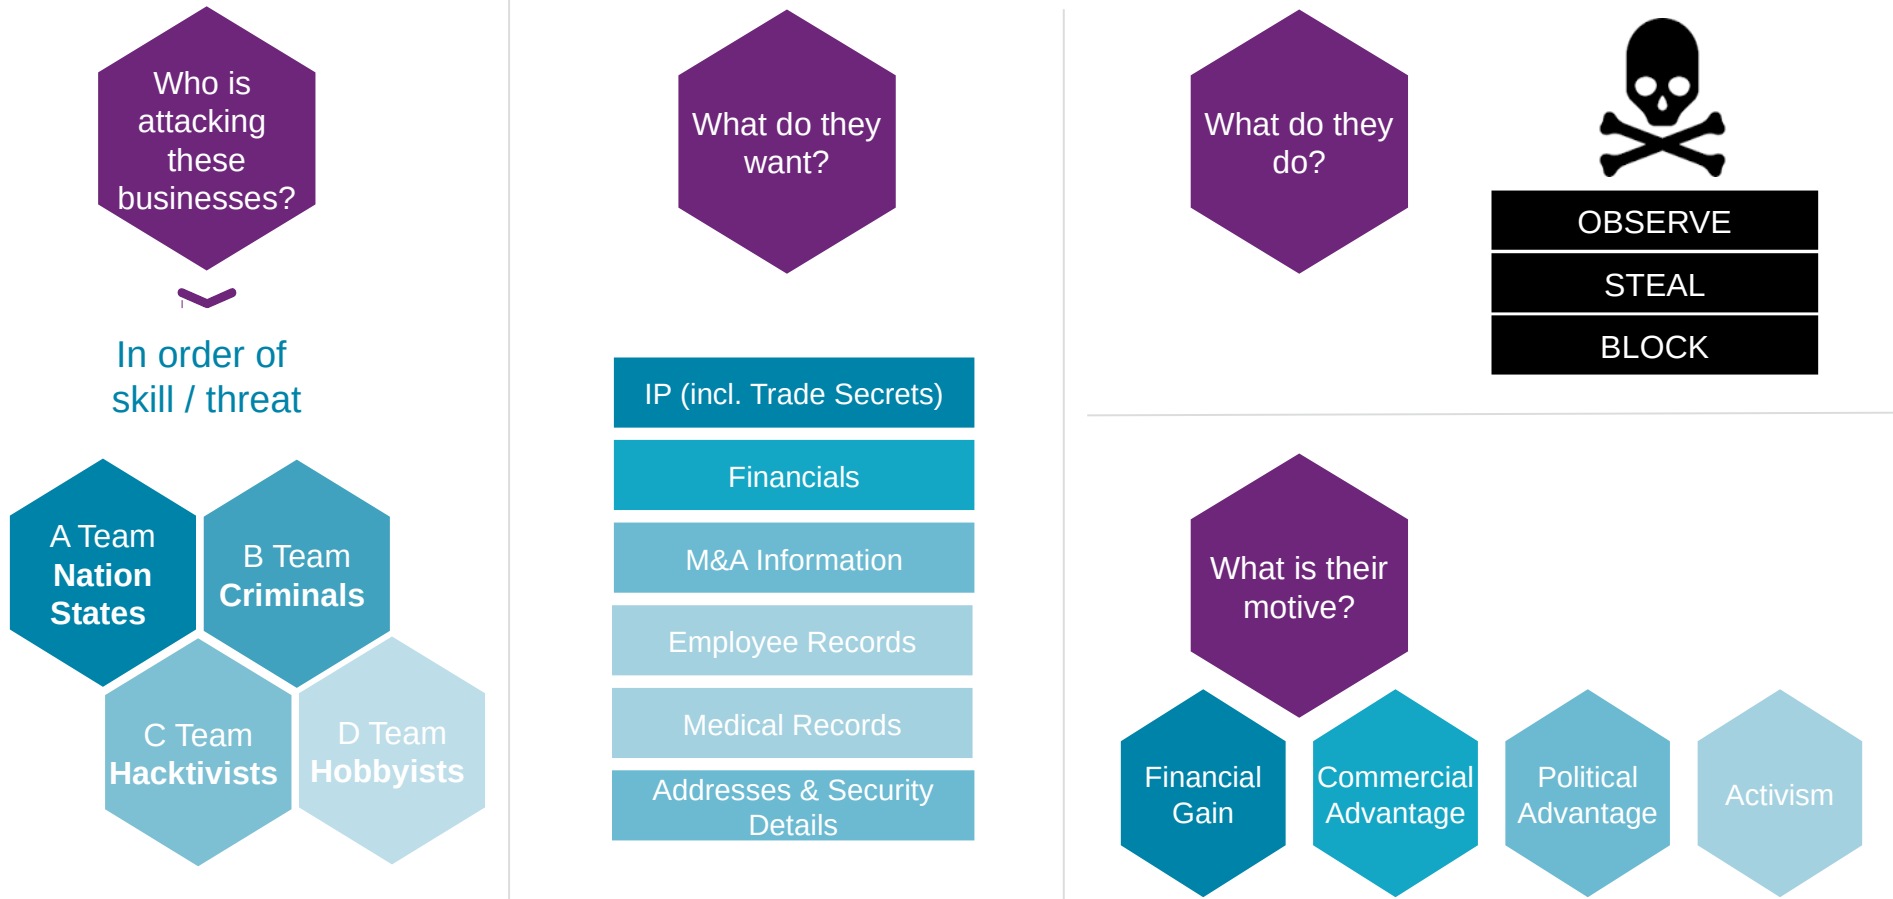 Who is
attacking
these
businesses?
In order of
skill / threat
A Team
Nation
States
B Team
Criminals
C Team
Hacktivists
D Team
Hobbyists
What do they
want?
IP (incl. Trade Secrets)
Financials
M&A Information
Employee Records
Medical Records
Addresses & Security
Details
What do they
do?
OBSERVE
STEAL
BLOCK
What is their
motive?
Financial
Gain
Commercial
Advantage
Political
Advantage
Activism